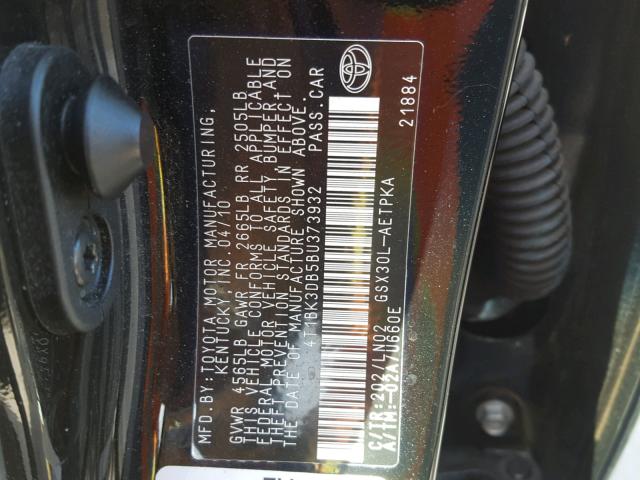 MFD BY:TOYOTA MOTOR MANUFACTURING,
KENTUCKY,INC 04/10
GVWR 4565LB GAWR FR 2665LB RR 2505LB
THIS VEHICLE CONFORMS TO ALL APPLICABLE
FEDERAL MOTOR VEHICLE SAFETY,BUMPER,AND
THEFT PREVENTION STANDARDS IN EFFECT ON
THE DATE OF MANUFACTURE SHOWN ABOVE.
4T1BK3DB5BU373932 PASS.CAR
C/TR:202/LN02 GSX30L-AETPKA
A/TM:-02A/U660E 21884